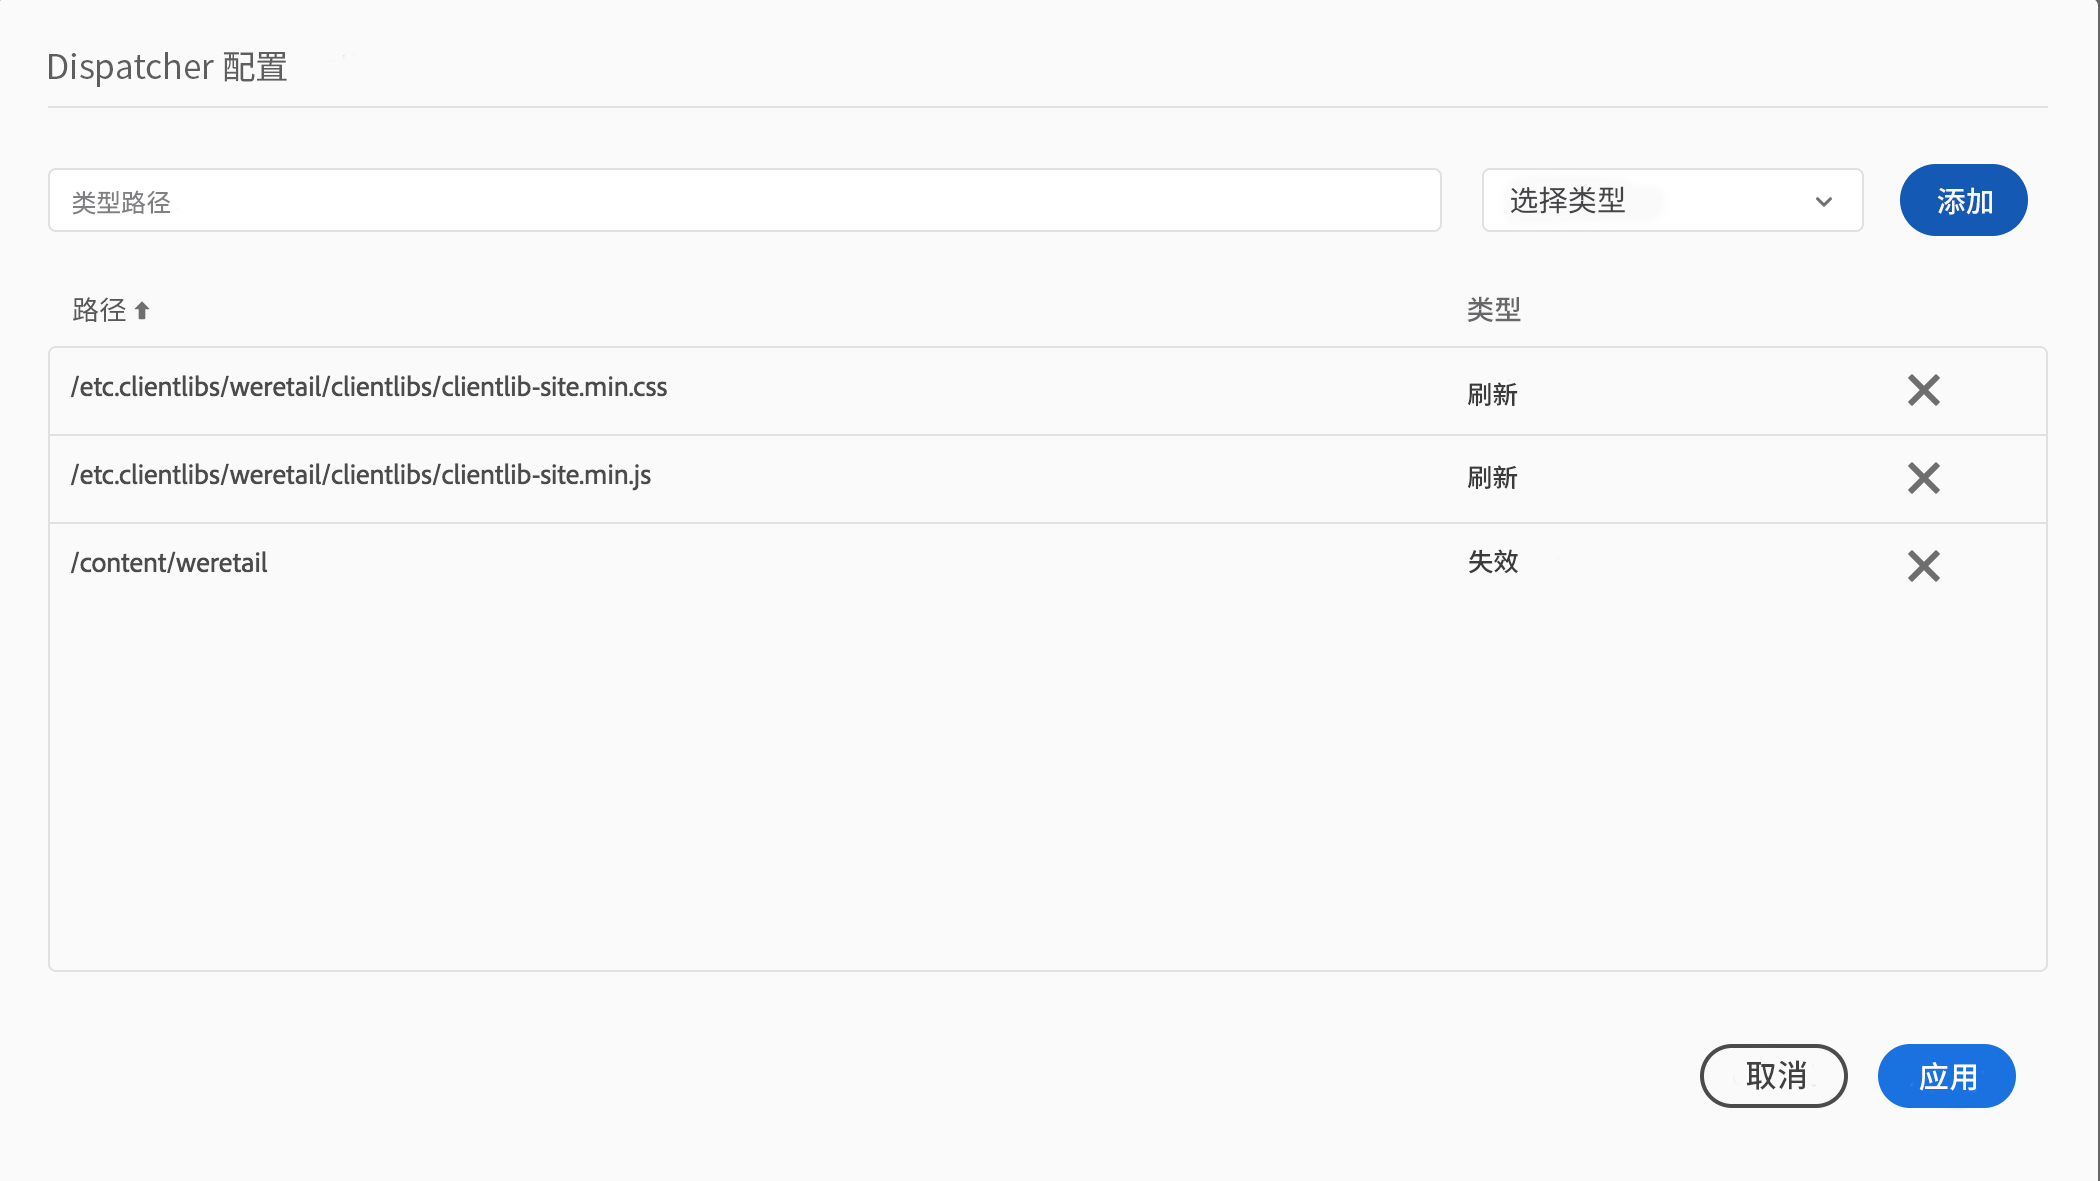 Dispatcher 配置
类型路径 选择类型 添加
路径 类型
/etc.clientlibs/weretail/clientlibs/clientlib-site.min.css 刷新
/etc.clientlibs/weretail/clientlibs/clientlib-site.min.js 刷新
/content/weretail 失效
取消 应用